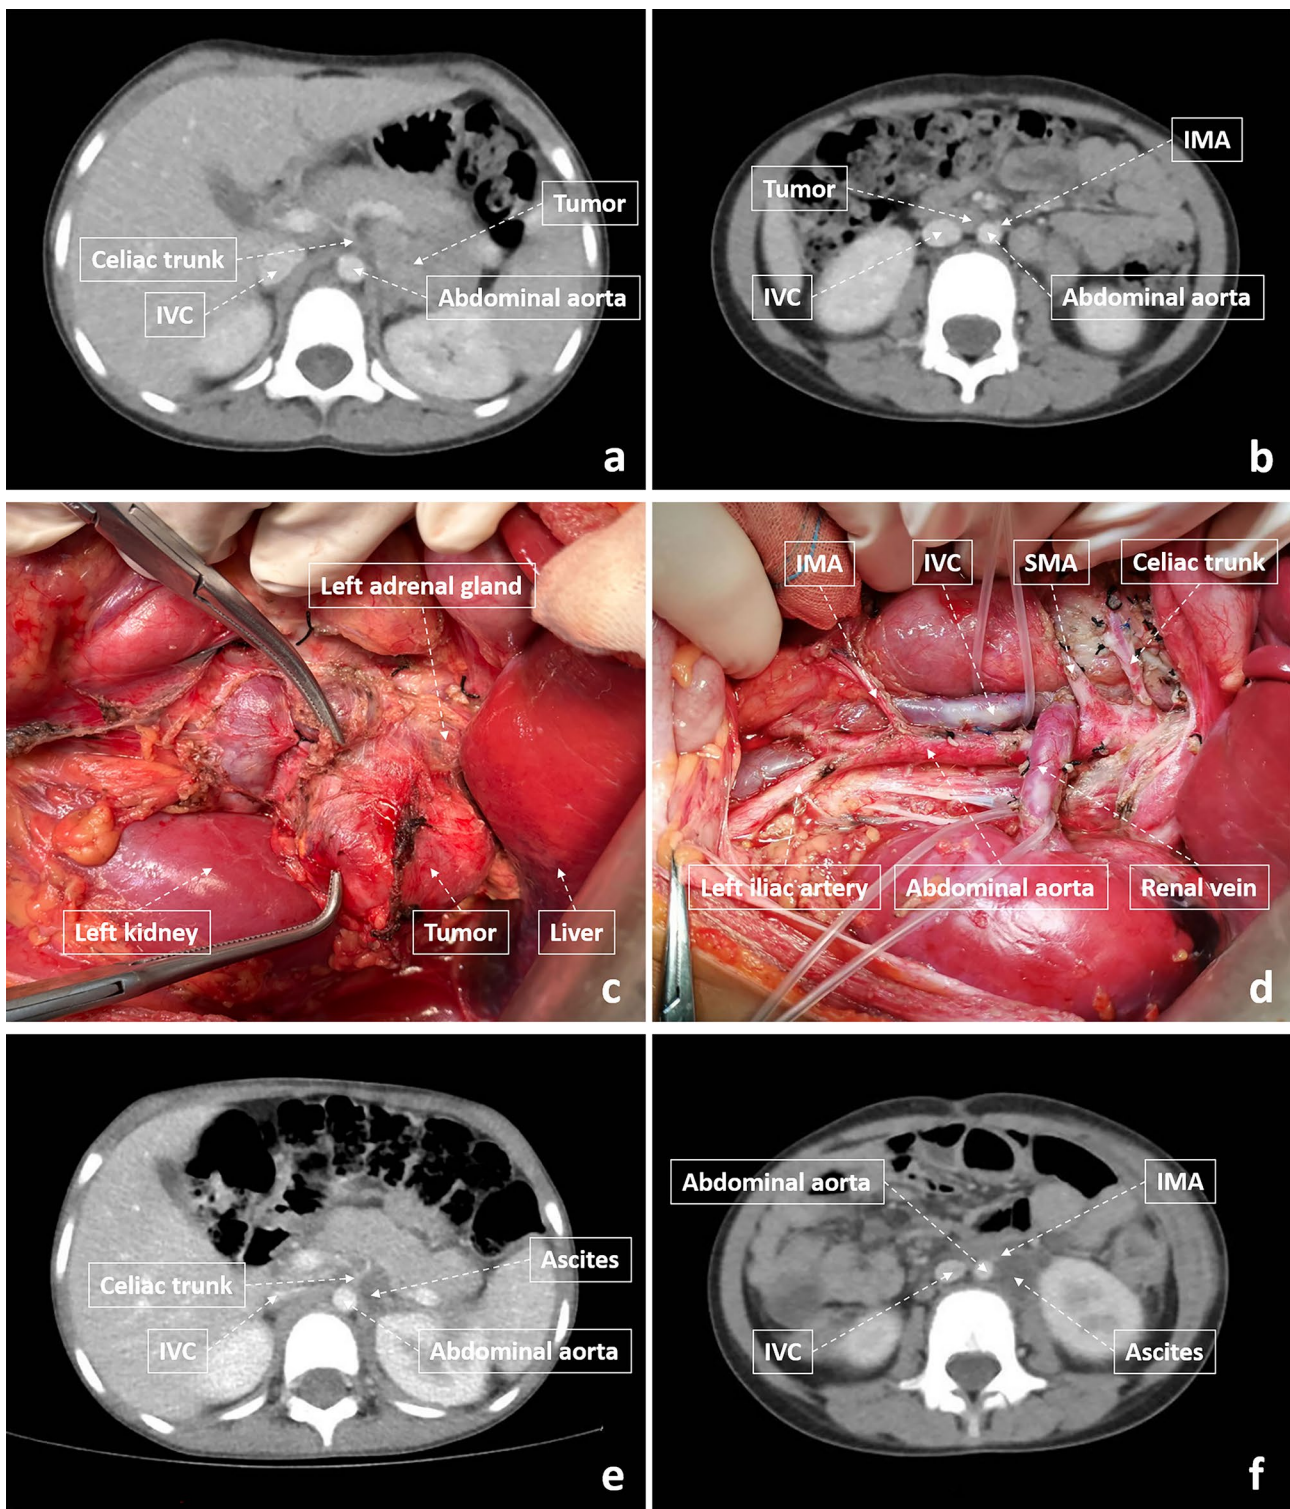 IMA
Tumor
Tumor
Celiac trunk
IVC
Abdominal aorta
a
IVC
Abdominal aorta
b
Left adrenal gland
Left kidney
Tumor
Liver
c
IMA
IVC
SMA
Celiac trunk
Left iliac artery
Abdominal aorta
Renal vein
d
Ascites
Celiac trunk
IVC
Abdominal aorta
e
Abdominal aorta
IMA
IVC
Ascites
f